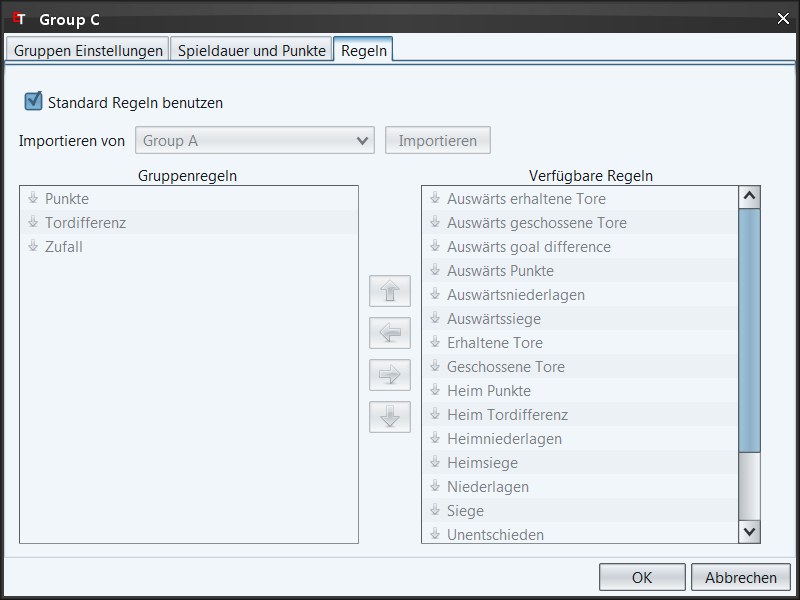 ET Group C
Gruppen Einstellungen Spieldauer und Punkte Regeln
Standard Regeln benutzen
Importieren von Group A Importieren
Gruppenregeln
Punkte
Tordifferenz
Zufall
Verfügbare Regeln
Auswärts erhaltene Tore
Auswärts geschossene Tore
Auswärts goal difference
Auswärts Punkte
Auswärtsniederlagen
Auswärtssiege
Erhaltene Tore
Geschossene Tore
Heim Punkte
Heim Tordifferenz
Heimniederlagen
Heimsiege
Niederlagen
Siege
Unentschieden
OK Abbrechen